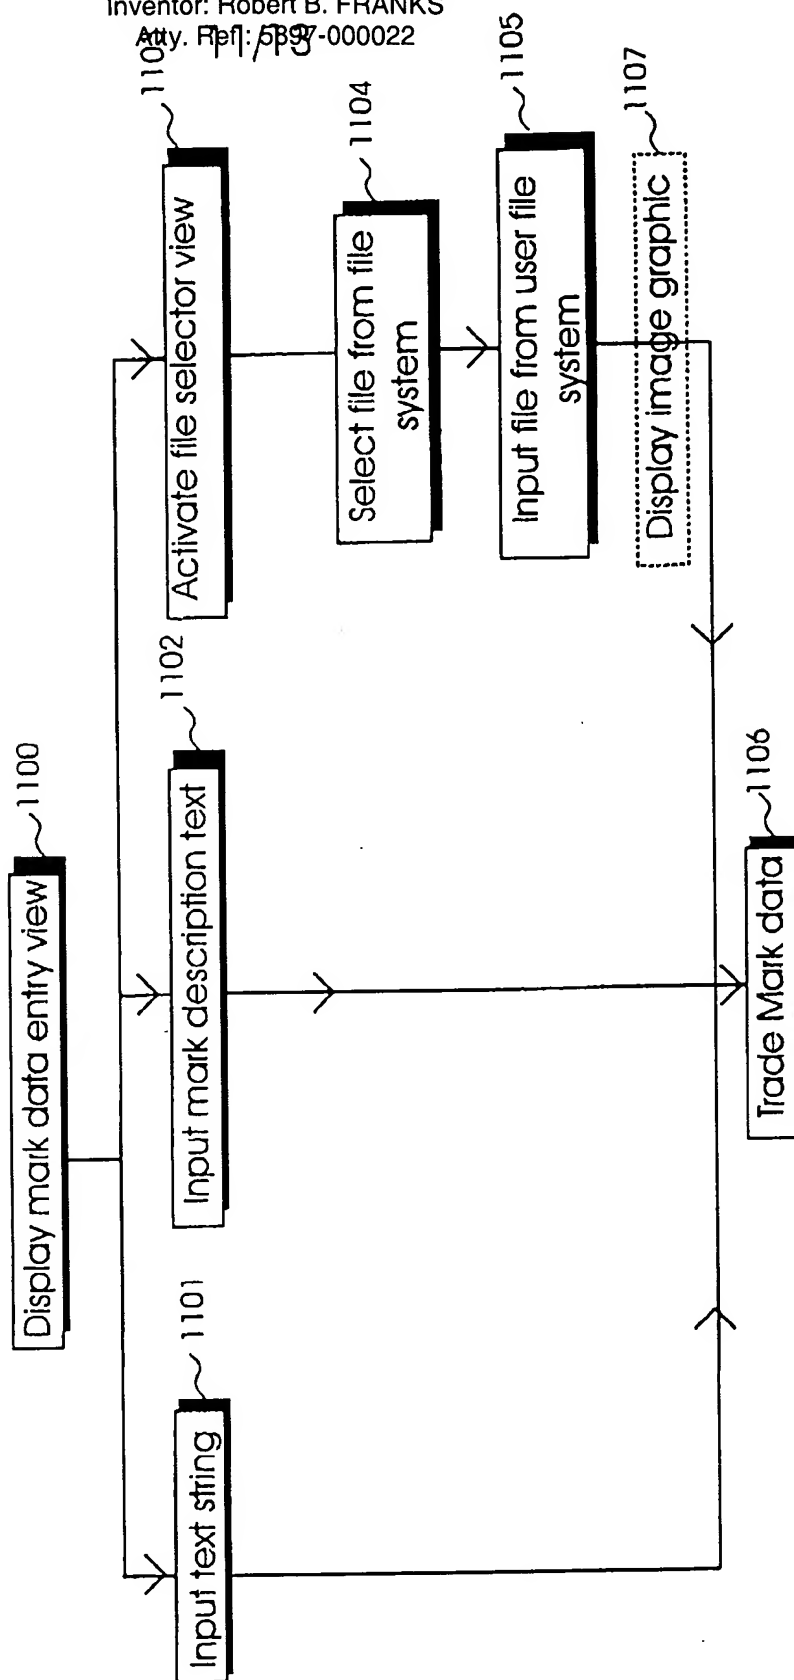 Inventor: Robert B. FRANKS
Atty. Ref.: 5897-000022
11/13
Display mark data entry view
1100
Input text string
1101
Input mark description text
1102
Activate file selector view
Select file from file
system
1104
Input file from user file
system
1105
Display image graphic
1107
Trade Mark data
1106